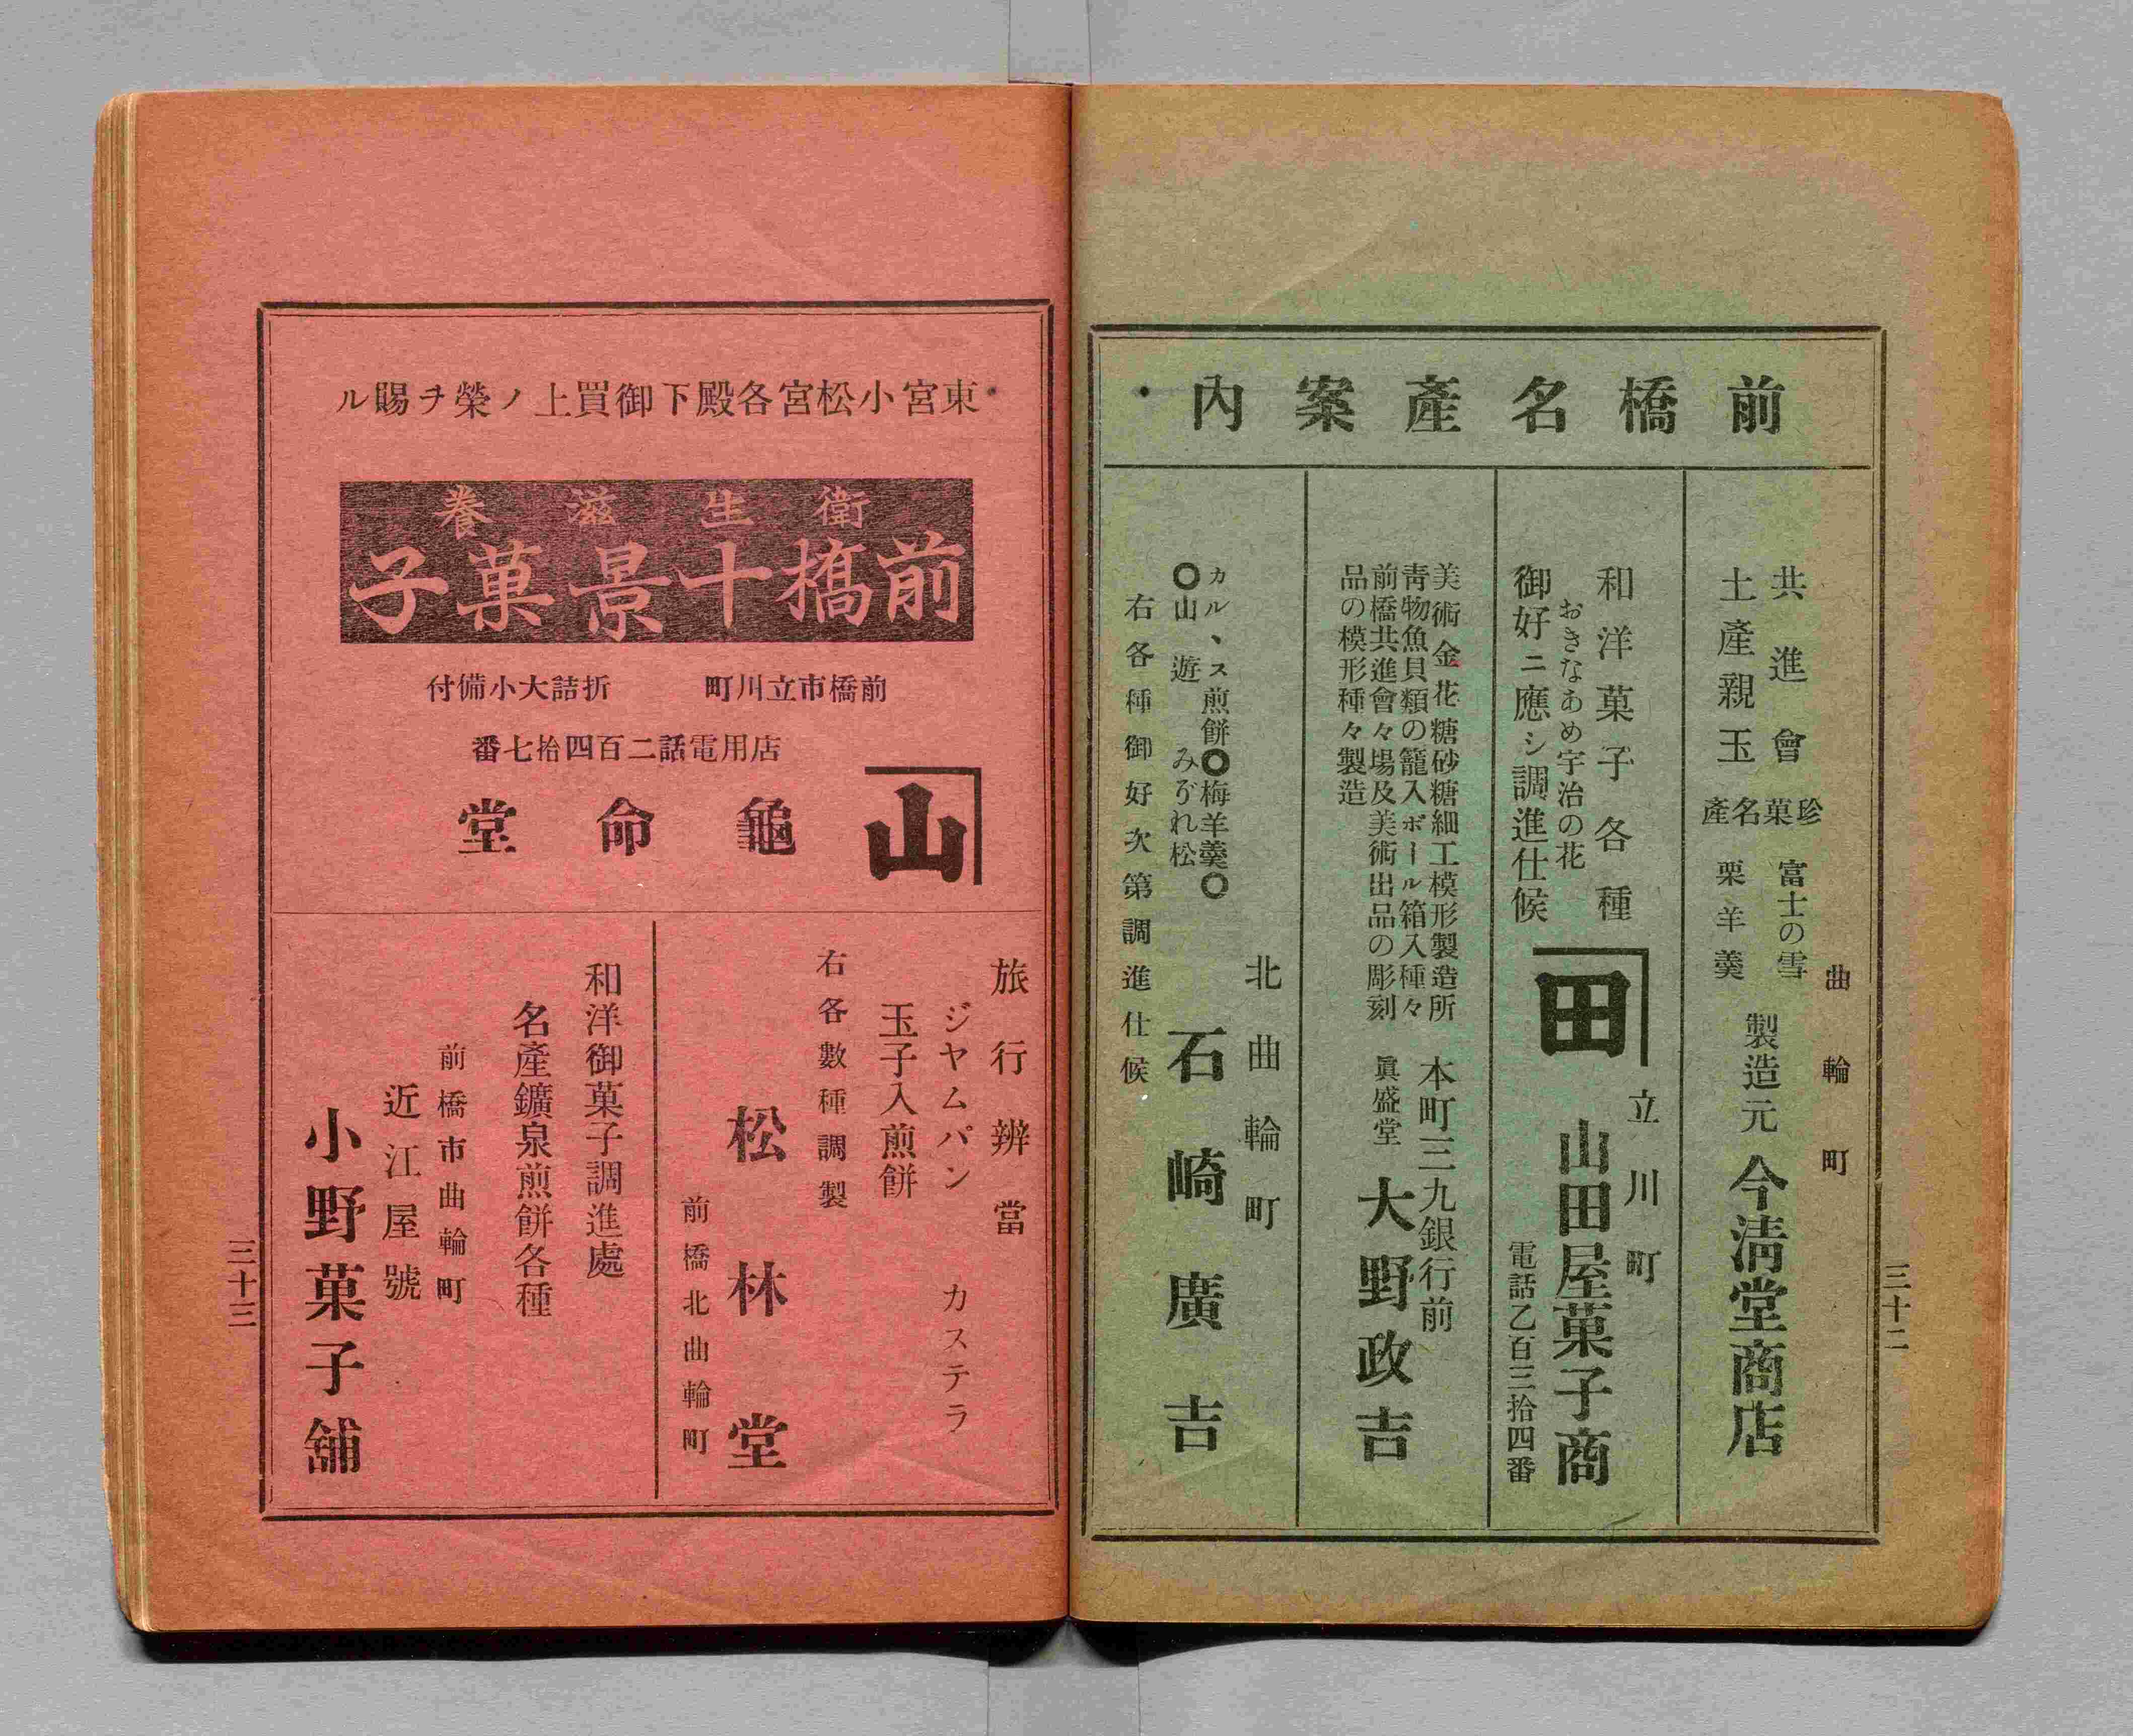 前橋名產案内
曲輪町
共進會
土產親玉
珍菓名產
富士の雪
栗羊羹
製造元
今淸堂商店
和洋菓子各種
おきなあめ宇治の花
御好ニ應シ調進仕候
田
立川町
山田屋菓子商
電話乙百三拾四番
美術金花糖砂糖細工模形製造所
靑物魚貝類の籠入ボール箱入種々
前橋共進會々場及美術出品の彫刻
品の模形種々製造
本町三九銀行前
眞盛堂
大野政吉
カルヽス煎餅〇梅羊羹〇
〇山遊みぞれ松
右各種御好次第調進仕候
北曲輪町
石崎廣吉
三十二
東宮小松宮各殿下御買上ノ榮ヲ賜ル
衛生滋養
前橋十景菓子
前橋市立川町
折詰大小備付
店用電話二百四拾七番
山
龜命堂
旅行辨當
ジヤムパン　カステラ
玉子入煎餅
右各數種調製
松林堂
前橋北曲輪町
和洋御菓子調進處
名產鑛泉煎餅各種
前橋市曲輪町
近江屋號
小野菓子舖
三十三